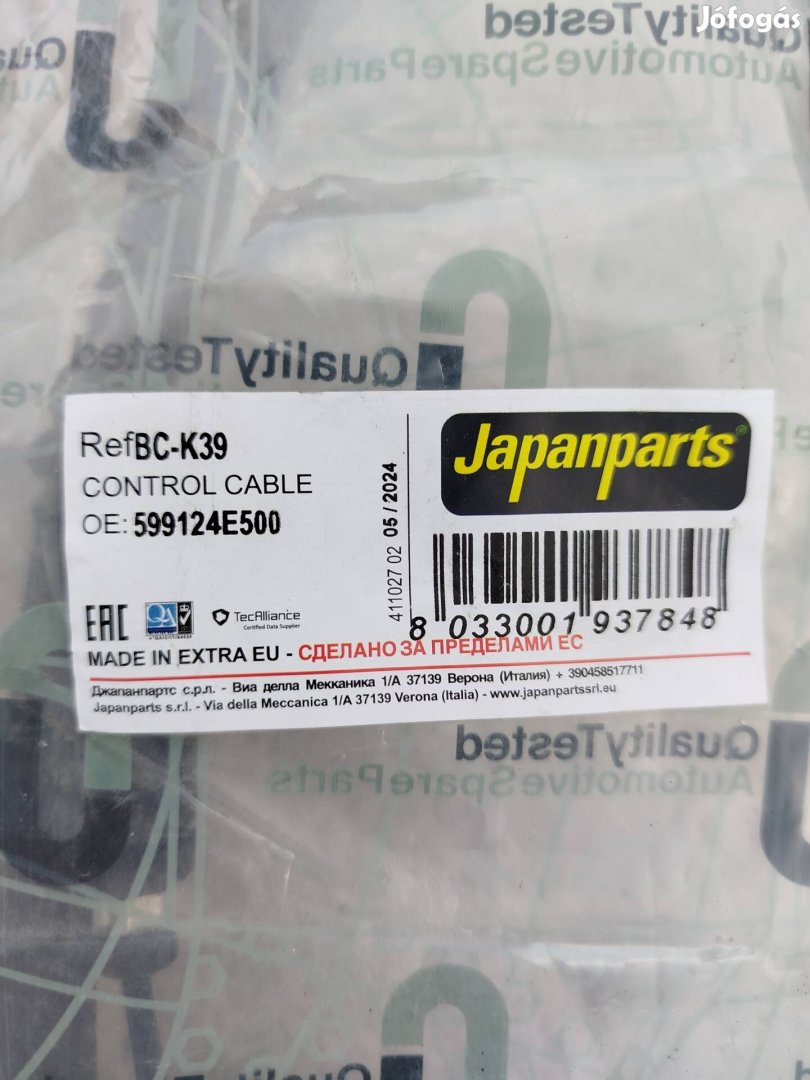 Jófogás
QualityTested
AutomotiveSpareParts
Qua
Au
QualityTested
RefBC-K39
CONTROL CABLE
OE: 599124E500
411027 02 05 / 2024
Japanparts®
8 033001 937848
EAC
TecAlliance
Certified Data Supplier
MADE IN EXTRA EU - СДЕЛАНО ЗА ПРЕДЕЛАМИ ЕС
Джапанпартс с.р.л. - Виа делла Мекканика 1/А 37139 Верона (Италия) + 390458517711
Japanparts s.r.l. - Via della Meccanica 1/A 37139 Verona (Italia) - www.japanpartssrl.eu
QualityTested
AutomotiveSpareParts